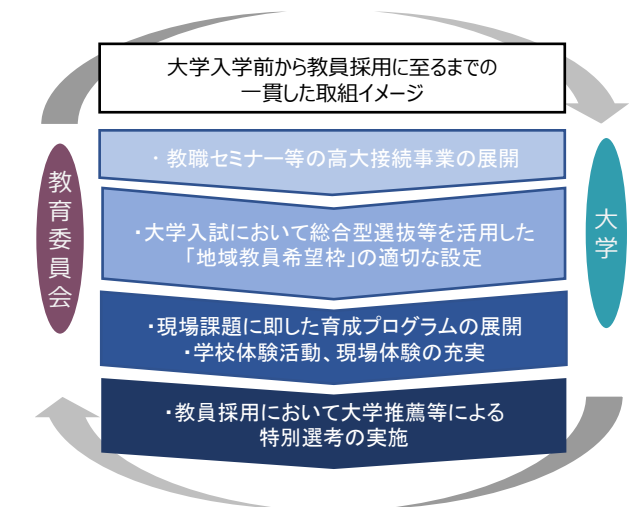 大学入学前から教員採用に至るまでの
一貫した取組イメージ
・教職セミナー等の高大接続事業の展開
教育委員会
・大学入試において総合型選抜等を活用した
「地域教員希望枠」の適切な設定
大学
・現場課題に即した育成プログラムの展開
・学校体験活動、現場体験の充実
・教員採用において大学推薦等による
特別選考の実施